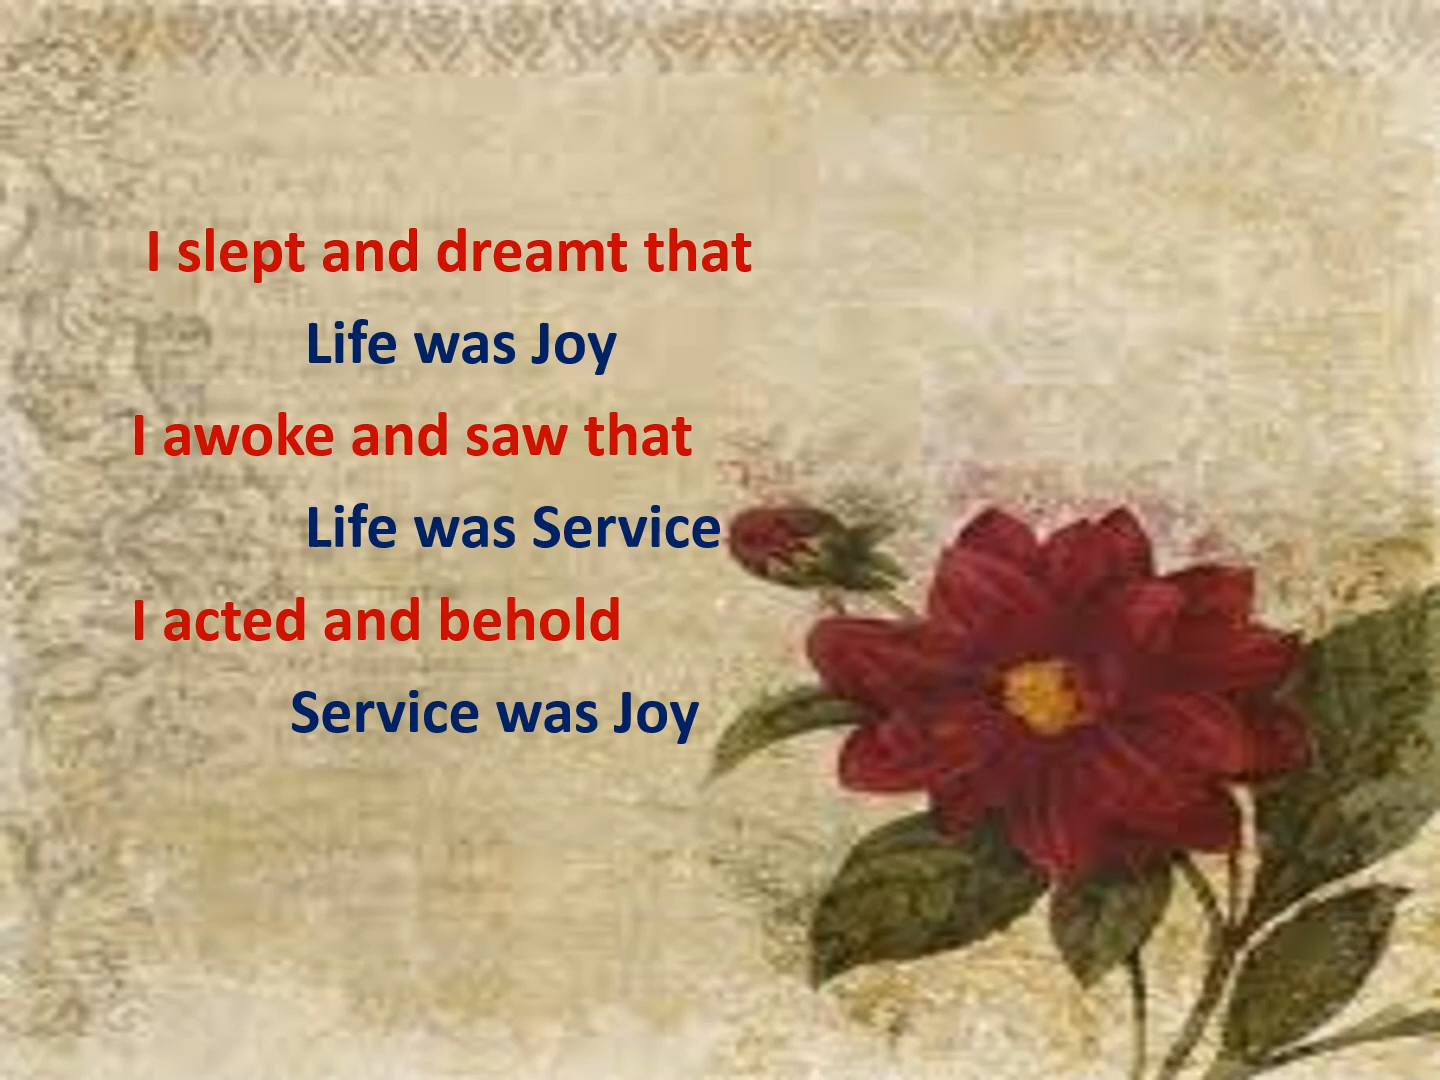 I slept and dreamt that
Life was Joy
I awoke and saw that
Life was Service
I acted and behold
Service was Joy